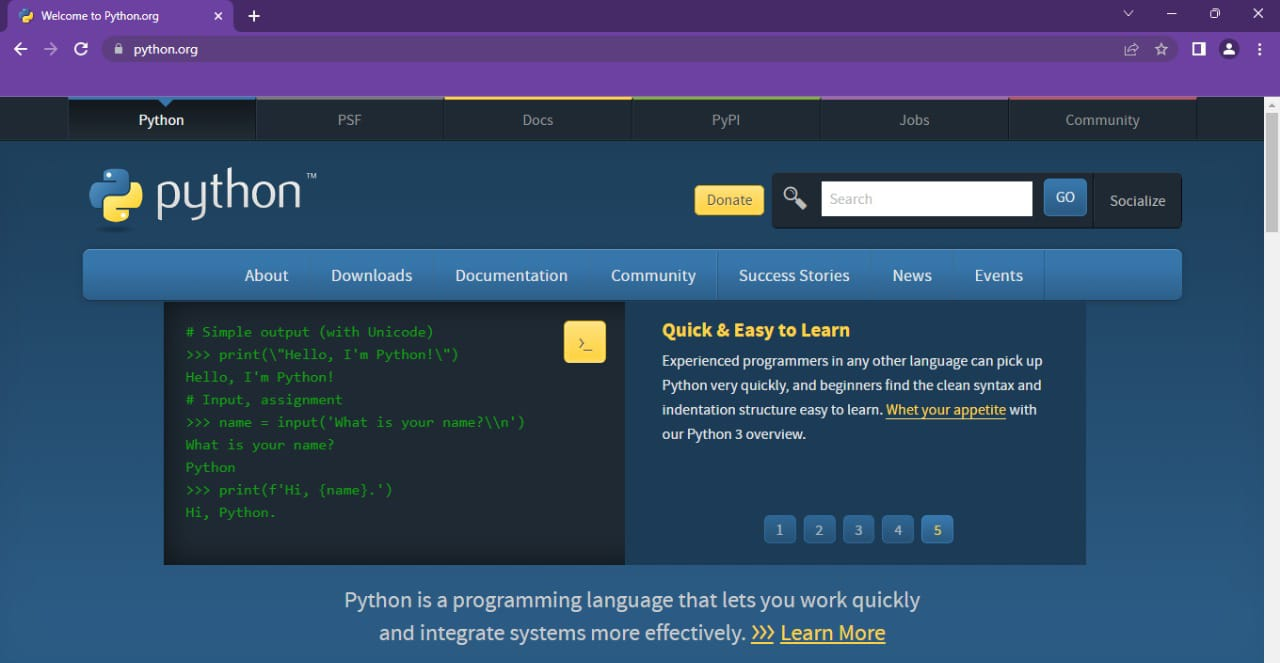 Welcome to Python.org
python.org
Python PSF Docs PyPI Jobs Community
python™
Donate Search GO Socialize
About Downloads Documentation Community Success Stories News Events
# Simple output (with Unicode)
>>> print(\"Hello, I'm Python!\")
Hello, I'm Python!
# Input, assignment
>>> name = input('What is your name?\\n')
What is your name?
Python
>>> print(f'Hi, {name}.')
Hi, Python.
>_
Quick & Easy to Learn
Experienced programmers in any other language can pick up
Python very quickly, and beginners find the clean syntax and
indentation structure easy to learn. Whet your appetite with
our Python 3 overview.
1 2 3 4 5
Python is a programming language that lets you work quickly
and integrate systems more effectively. >>> Learn More